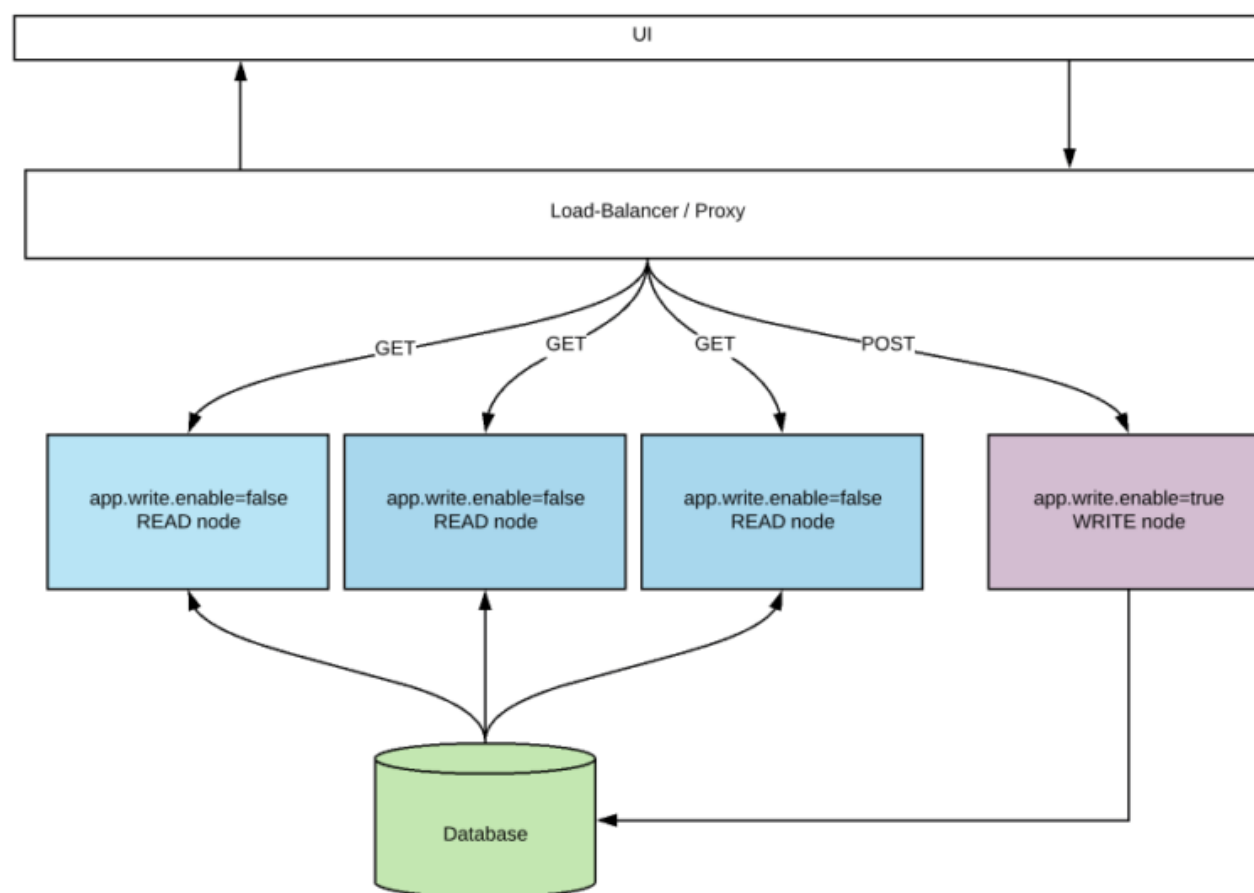 UI
Load-Balancer / Proxy
GET
GET
GET
POST
app.write.enable=false
READ node
app.write.enable=false
READ node
app.write.enable=false
READ node
app.write.enable=true
WRITE node
Database